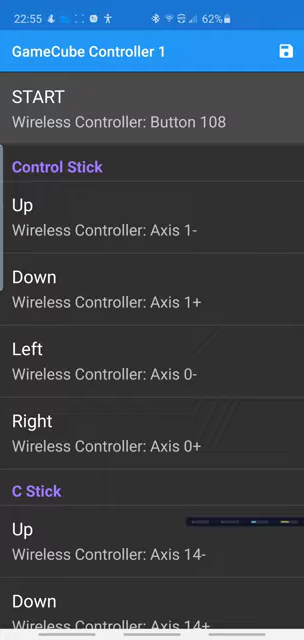 22:55
62%
GameCube Controller 1
START
Wireless Controller: Button 108
Control Stick
Up
Wireless Controller: Axis 1-
Down
Wireless Controller: Axis 1+
Left
Wireless Controller: Axis 0-
Right
Wireless Controller: Axis 0+
C Stick
Up
Wireless Controller: Axis 14-
Down
Wireless Controller: Axis 14+